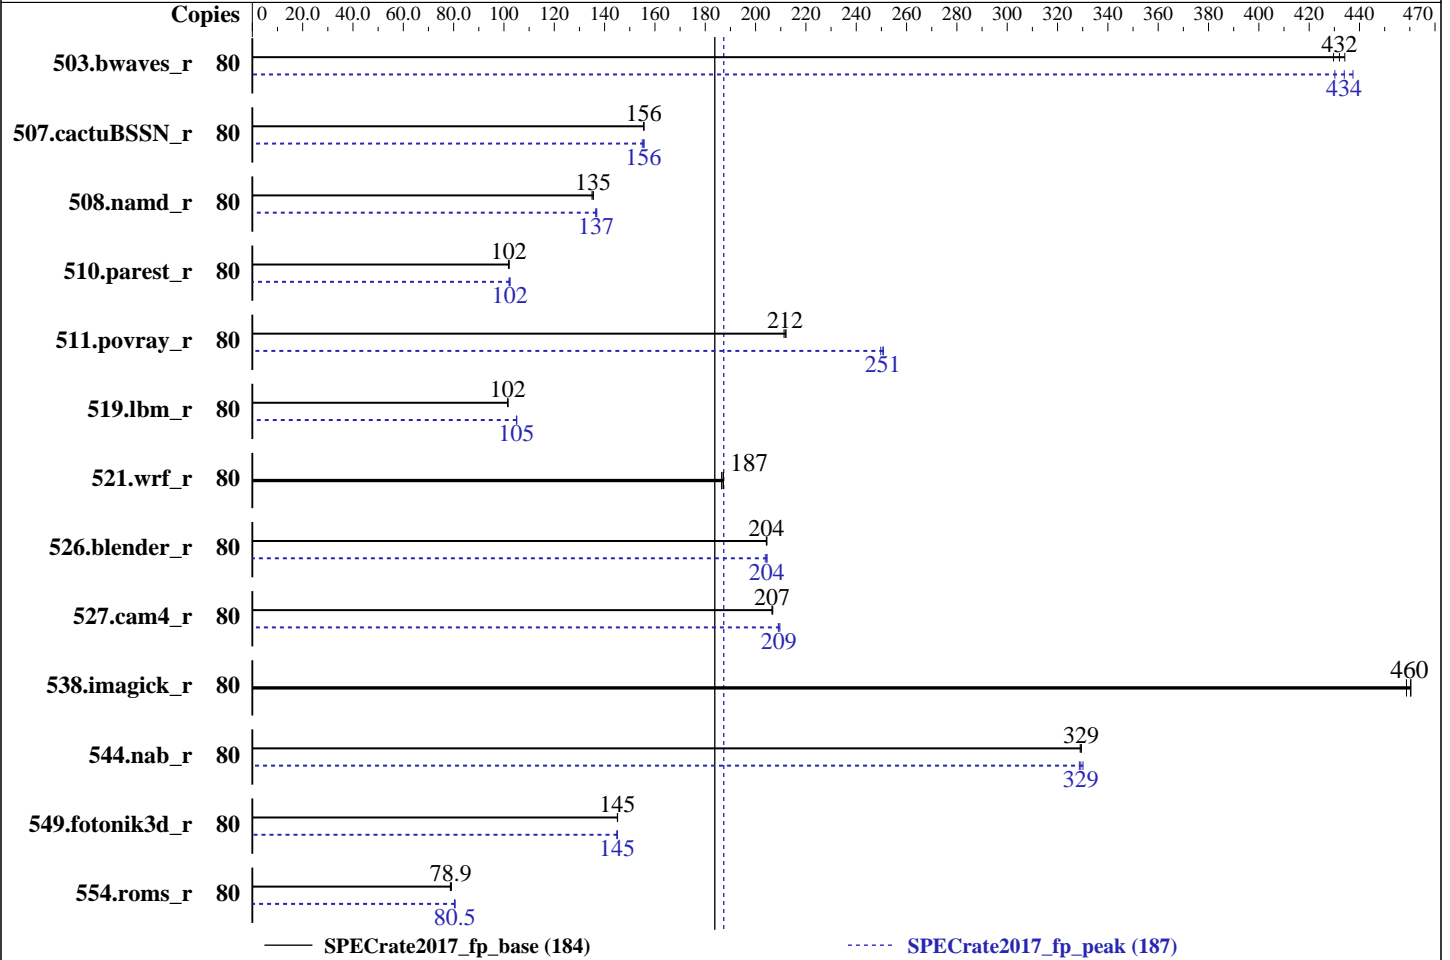 Copies 0 20.0 40.0 60.0 80.0 100 120 140 160 180 200 220 240 260 280 300 320 340 360 380 400 420 440 470
503.bwaves_r 80 432
434
507.cactuBSSN_r 80 156
156
508.namd_r 80 135
137
510.parest_r 80 102
102
511.povray_r 80 212
251
519.lbm_r 80 102
105
521.wrf_r 80 187
526.blender_r 80 204
204
527.cam4_r 80 207
209
538.imagick_r 80 460
544.nab_r 80 329
329
549.fotonik3d_r 80 145
145
554.roms_r 80 78.9
80.5
SPECrate2017_fp_base (184) SPECrate2017_fp_peak (187)